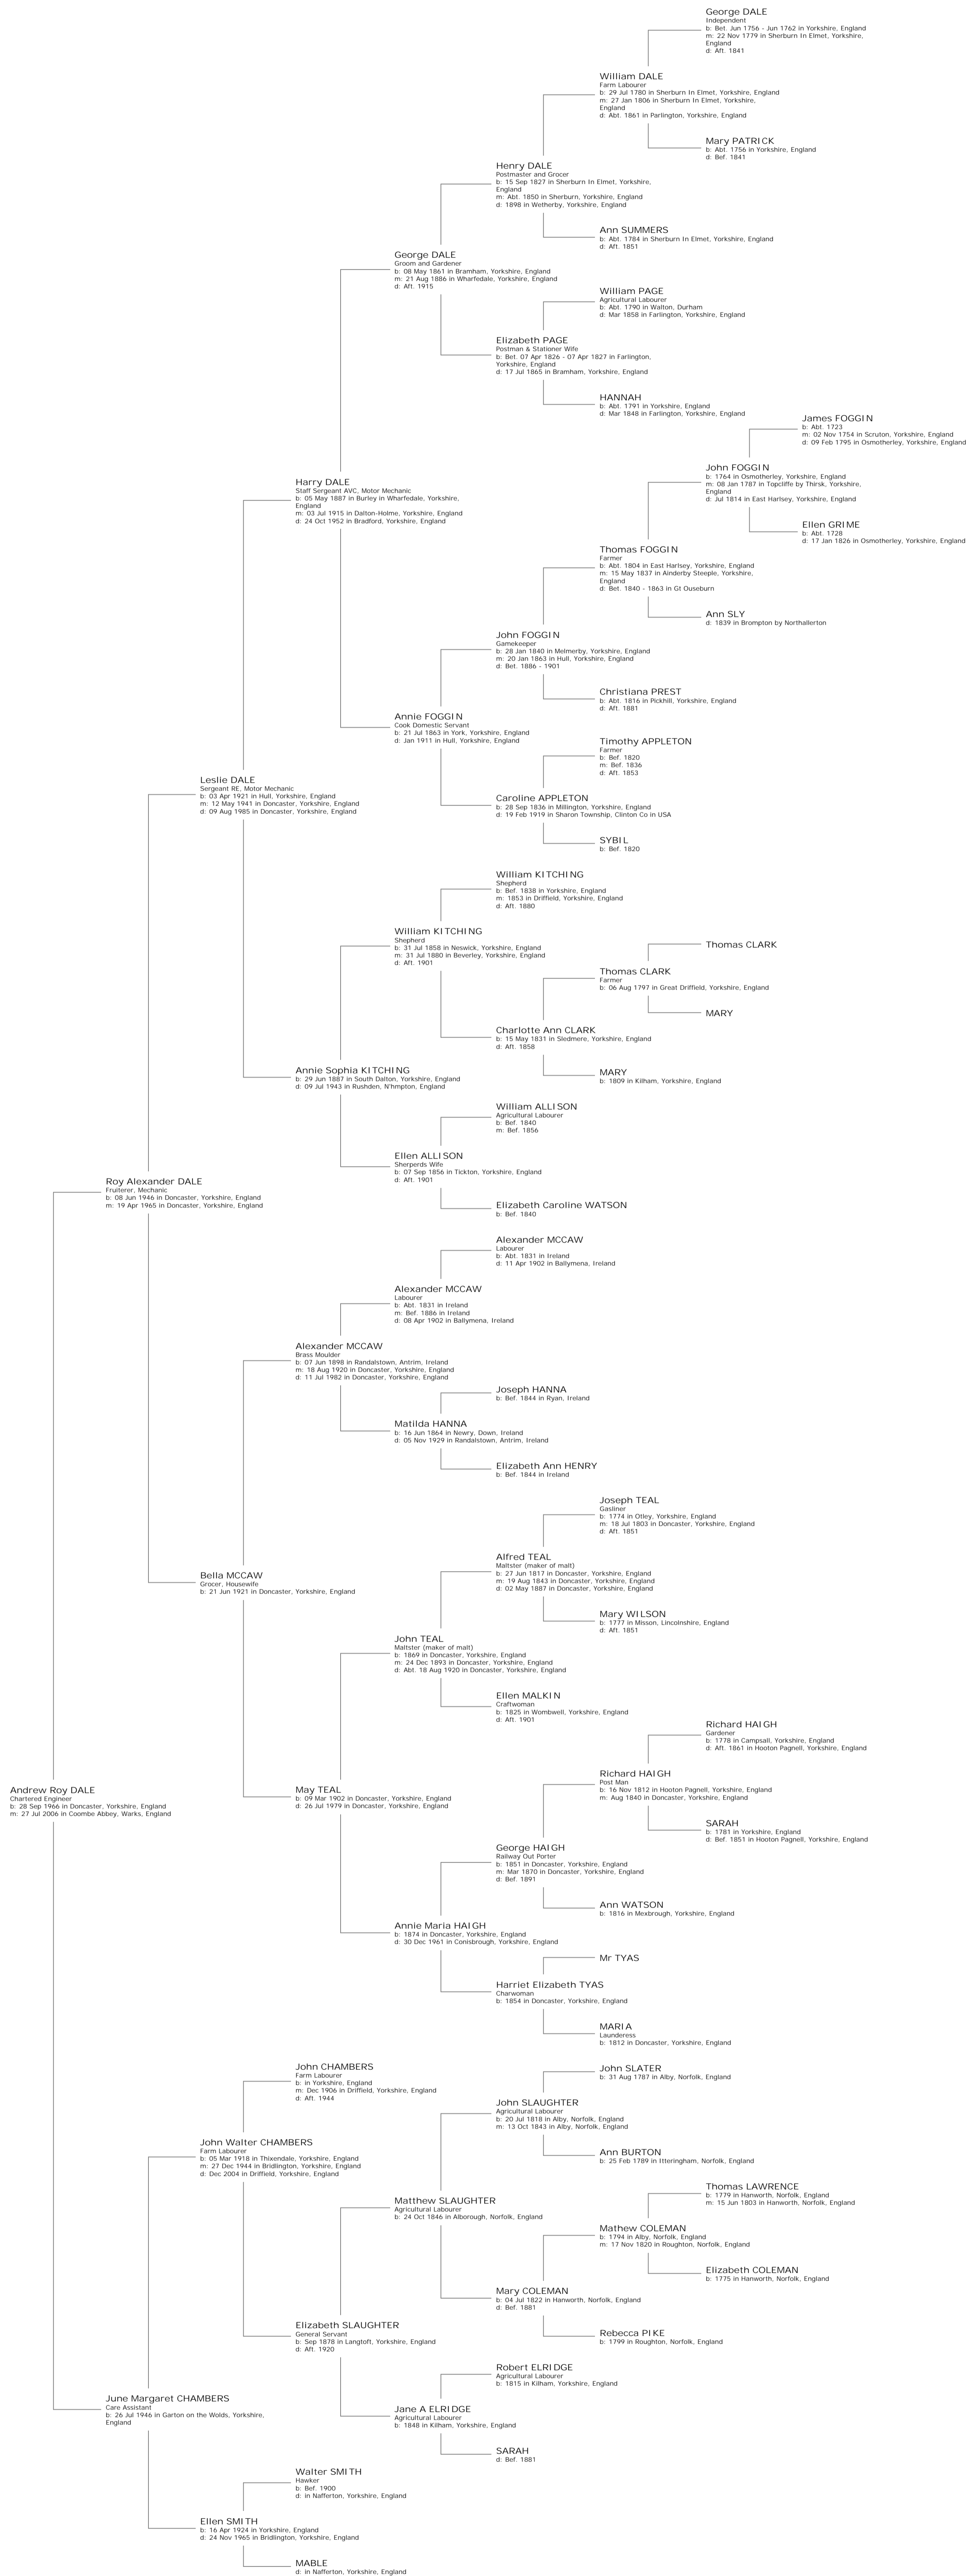 George DALE
Independent
b: Bet. Jun 1756 - Jun 1762 in Yorkshire, England
m: 22 Nov 1779 in Sherburn In Elmet, Yorkshire,
England
d: Aft. 1841
William DALE
Farm Labourer
b: 29 Jul 1780 in Sherburn In Elmet, Yorkshire, England
m: 27 Jan 1806 in Sherburn In Elmet, Yorkshire,
England
d: Abt. 1861 in Parlington, Yorkshire, England
Mary PATRICK
b: Abt. 1756 in Yorkshire, England
d: Bef. 1841
Henry DALE
Postmaster and Grocer
b: 15 Sep 1827 in Sherburn In Elmet, Yorkshire,
England
m: Abt. 1850 in Sherburn, Yorkshire, England
d: 1898 in Wetherby, Yorkshire, England
Ann SUMMERS
b: Abt. 1784 in Sherburn In Elmet, Yorkshire, England
d: Aft. 1851
George DALE
Groom and Gardener
b: 08 May 1861 in Bramham, Yorkshire, England
m: 21 Aug 1886 in Wharfedale, Yorkshire, England
d: Aft. 1915
William PAGE
Agricultural Labourer
b: Abt. 1790 in Walton, Durham
d: Mar 1858 in Farlington, Yorkshire, England
Elizabeth PAGE
Postman & Stationer Wife
b: Bet. 07 Apr 1826 - 07 Apr 1827 in Farlington,
Yorkshire, England
d: 17 Jul 1865 in Bramham, Yorkshire, England
HANNAH
b: Abt. 1791 in Yorkshire, England
d: Mar 1848 in Farlington, Yorkshire, England
James FOGGIN
b: Abt. 1723
m: 02 Nov 1754 in Scruton, Yorkshire, England
d: 09 Feb 1795 in Osmotherley, Yorkshire, England
John FOGGIN
b: 1764 in Osmotherley, Yorkshire, England
m: 08 Jan 1787 in Topcliffe by Thirsk, Yorkshire,
England
d: Jul 1814 in East Harlsey, Yorkshire, England
Harry DALE
Staff Sergeant AVC, Motor Mechanic
b: 05 May 1887 in Burley in Wharfedale, Yorkshire,
England
m: 03 Jul 1915 in Dalton-Holme, Yorkshire, England
d: 24 Oct 1952 in Bradford, Yorkshire, England
Ellen GRIME
b: Abt. 1728
d: 17 Jan 1826 in Osmotherley, Yorkshire, England
Thomas FOGGIN
Farmer
b: Abt. 1804 in East Harlsey, Yorkshire, England
m: 15 May 1837 in Ainderby Steeple, Yorkshire,
England
d: Bet. 1840 - 1863 in Gt Ouseburn
Ann SLY
d: 1839 in Brompton by Northallerton
John FOGGIN
Gamekeeper
b: 28 Jan 1840 in Melmerby, Yorkshire, England
m: 20 Jan 1863 in Hull, Yorkshire, England
d: Bet. 1886 - 1901
Christiana PREST
b: Abt. 1816 in Pickhill, Yorkshire, England
d: Aft. 1881
Annie FOGGIN
Cook Domestic Servant
b: 21 Jul 1863 in York, Yorkshire, England
d: Jan 1911 in Hull, Yorkshire, England
Timothy APPLETON
Farmer
b: Bef. 1820
m: Bef. 1836
d: Aft. 1853
Leslie DALE
Sergeant RE, Motor Mechanic
b: 03 Apr 1921 in Hull, Yorkshire, England
m: 12 May 1941 in Doncaster, Yorkshire, England
d: 09 Aug 1985 in Doncaster, Yorkshire, England
Caroline APPLETON
b: 28 Sep 1836 in Millington, Yorkshire, England
d: 19 Feb 1919 in Sharon Township, Clinton Co in USA
SYBIL
b: Bef. 1820
William KITCHING
Shepherd
b: Bef. 1838 in Yorkshire, England
m: 1853 in Driffield, Yorkshire, England
d: Aft. 1880
William KITCHING
Shepherd
b: 31 Jul 1858 in Neswick, Yorkshire, England
m: 31 Jul 1880 in Beverley, Yorkshire, England
d: Aft. 1901
Thomas CLARK
Thomas CLARK
Farmer
b: 06 Aug 1797 in Great Driffield, Yorkshire, England
MARY
Charlotte Ann CLARK
b: 15 May 1831 in Sledmere, Yorkshire, England
d: Aft. 1858
MARY
b: 1809 in Kilham, Yorkshire, England
Annie Sophia KITCHING
b: 29 Jun 1887 in South Dalton, Yorkshire, England
d: 09 Jul 1943 in Rushden, N'hmpton, England
William ALLISON
Agricultural Labourer
b: Bef. 1840
m: Bef. 1856
Ellen ALLISON
Sherperds Wife
b: 07 Sep 1856 in Tickton, Yorkshire, England
d: Aft. 1901
Roy Alexander DALE
Fruiterer, Mechanic
b: 08 Jun 1946 in Doncaster, Yorkshire, England
m: 19 Apr 1965 in Doncaster, Yorkshire, England
Elizabeth Caroline WATSON
b: Bef. 1840
Alexander MCCAW
Labourer
b: Abt. 1831 in Ireland
d: 11 Apr 1902 in Ballymena, Ireland
Alexander MCCAW
Labourer
b: Abt. 1831 in Ireland
m: Bef. 1886 in Ireland
d: 08 Apr 1902 in Ballymena, Ireland
Alexander MCCAW
Brass Moulder
b: 07 Jun 1898 in Randalstown, Antrim, Ireland
m: 18 Aug 1920 in Doncaster, Yorkshire, England
d: 11 Jul 1982 in Doncaster, Yorkshire, England
Joseph HANNA
b: Bef. 1844 in Ryan, Ireland
Matilda HANNA
b: 16 Jun 1864 in Newry, Down, Ireland
d: 05 Nov 1929 in Randalstown, Antrim, Ireland
Elizabeth Ann HENRY
b: Bef. 1844 in Ireland
Joseph TEAL
Gasliner
b: 1774 in Otley, Yorkshire, England
m: 18 Jul 1803 in Doncaster, Yorkshire, England
d: Aft. 1851
Alfred TEAL
Maltster (maker of malt)
b: 27 Jun 1817 in Doncaster, Yorkshire, England
m: 19 Aug 1843 in Doncaster, Yorkshire, England
d: 02 May 1887 in Doncaster, Yorkshire, England
Bella MCCAW
Grocer, Housewife
b: 21 Jun 1921 in Doncaster, Yorkshire, England
Mary WILSON
b: 1777 in Misson, Lincolnshire, England
d: Aft. 1851
John TEAL
Maltster (maker of malt)
b: 1869 in Doncaster, Yorkshire, England
m: 24 Dec 1893 in Doncaster, Yorkshire, England
d: Abt. 18 Aug 1920 in Doncaster, Yorkshire, England
Ellen MALKIN
Craftwoman
b: 1825 in Wombwell, Yorkshire, England
d: Aft. 1901
Richard HAIGH
Gardener
b: 1778 in Campsall, Yorkshire, England
d: Aft. 1861 in Hooton Pagnell, Yorkshire, England
Richard HAIGH
Post Man
b: 16 Nov 1812 in Hooton Pagnell, Yorkshire, England
m: Aug 1840 in Doncaster, Yorkshire, England
Andrew Roy DALE
Chartered Engineer
b: 28 Sep 1966 in Doncaster, Yorkshire, England
m: 27 Jul 2006 in Coombe Abbey, Warks, England
May TEAL
b: 09 Mar 1902 in Doncaster, Yorkshire, England
d: 26 Jul 1979 in Doncaster, Yorkshire, England
SARAH
b: 1781 in Yorkshire, England
d: Bef. 1851 in Hooton Pagnell, Yorkshire, England
George HAIGH
Railway Out Porter
b: 1851 in Doncaster, Yorkshire, England
m: Mar 1870 in Doncaster, Yorkshire, England
d: Bef. 1891
Ann WATSON
b: 1816 in Mexbrough, Yorkshire, England
Annie Maria HAIGH
b: 1874 in Doncaster, Yorkshire, England
d: 30 Dec 1961 in Conisbrough, Yorkshire, England
Mr TYAS
Harriet Elizabeth TYAS
Charwoman
b: 1854 in Doncaster, Yorkshire, England
MARIA
Launderess
b: 1812 in Doncaster, Yorkshire, England
John CHAMBERS
Farm Labourer
b: in Yorkshire, England
m: Dec 1906 in Driffield, Yorkshire, England
d: Aft. 1944
John SLATER
b: 31 Aug 1787 in Alby, Norfolk, England
John SLAUGHTER
Agricultural Labourer
b: 20 Jul 1818 in Alby, Norfolk, England
m: 13 Oct 1843 in Alby, Norfolk, England
John Walter CHAMBERS
Farm Labourer
b: 05 Mar 1918 in Thixendale, Yorkshire, England
m: 27 Dec 1944 in Bridlington, Yorkshire, England
d: Dec 2004 in Driffield, Yorkshire, England
Ann BURTON
b: 25 Feb 1789 in Itteringham, Norfolk, England
Thomas LAWRENCE
b: 1779 in Hanworth, Norfolk, England
m: 15 Jun 1803 in Hanworth, Norfolk, England
Matthew SLAUGHTER
Agricultural Labourer
b: 24 Oct 1846 in Alborough, Norfolk, England
Mathew COLEMAN
b: 1794 in Alby, Norfolk, England
m: 17 Nov 1820 in Roughton, Norfolk, England
Elizabeth COLEMAN
b: 1775 in Hanworth, Norfolk, England
Mary COLEMAN
b: 04 Jul 1822 in Hanworth, Norfolk, England
d: Bef. 1881
Elizabeth SLAUGHTER
General Servant
b: Sep 1878 in Langtoft, Yorkshire, England
d: Aft. 1920
Rebecca PIKE
b: 1799 in Roughton, Norfolk, England
Robert ELRIDGE
Agricultural Labourer
b: 1815 in Kilham, Yorkshire, England
June Margaret CHAMBERS
Care Assistant
b: 26 Jul 1946 in Garton on the Wolds, Yorkshire,
England
Jane A ELRIDGE
Agricultural Labourer
b: 1848 in Kilham, Yorkshire, England
SARAH
d: Bef. 1881
Walter SMITH
Hawker
b: Bef. 1900
d: in Nafferton, Yorkshire, England
Ellen SMITH
b: 16 Apr 1924 in Yorkshire, England
d: 24 Nov 1965 in Bridlington, Yorkshire, England
MABLE
d: in Nafferton, Yorkshire, England